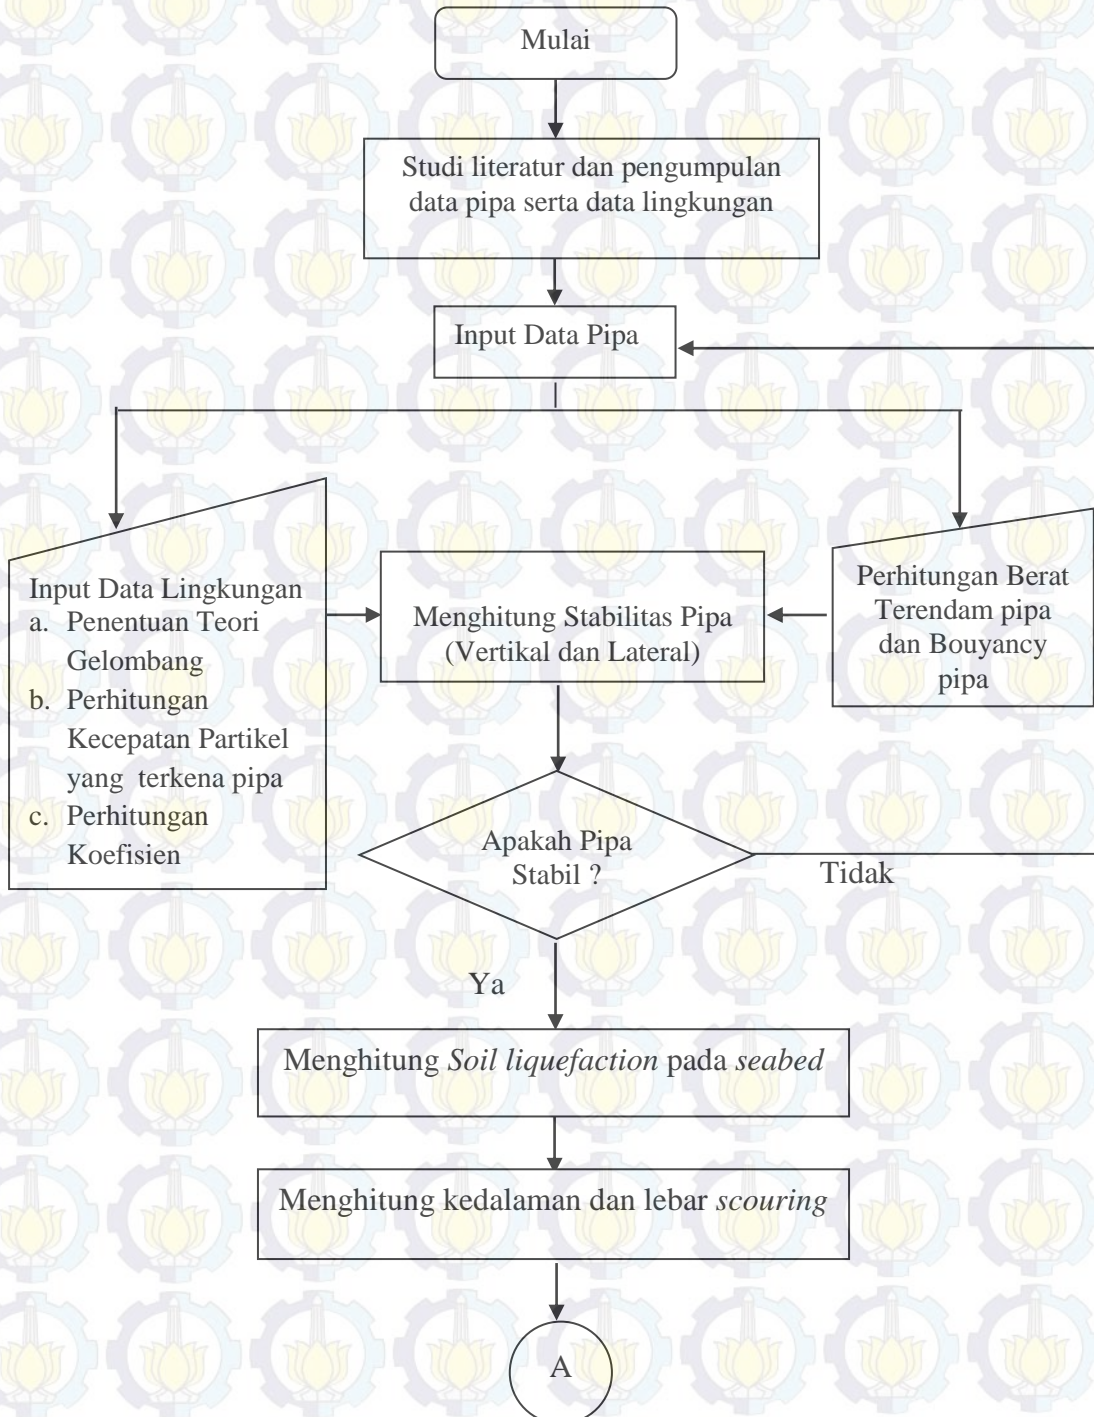 Mulai
Studi literatur dan pengumpulan
data pipa serta data lingkungan
Input Data Pipa
Input Data Lingkungan
a. Penentuan Teori
Gelombang
b. Perhitungan
Kecepatan Partikel
yang terkena pipa
c. Perhitungan
Koefisien
Menghitung Stabilitas Pipa
(Vertikal dan Lateral)
Perhitungan Berat
Terendam pipa
dan Bouyancy
pipa
Apakah Pipa
Stabil ?
Tidak
Ya
Menghitung Soil liquefaction pada seabed
Menghitung kedalaman dan lebar scouring
A